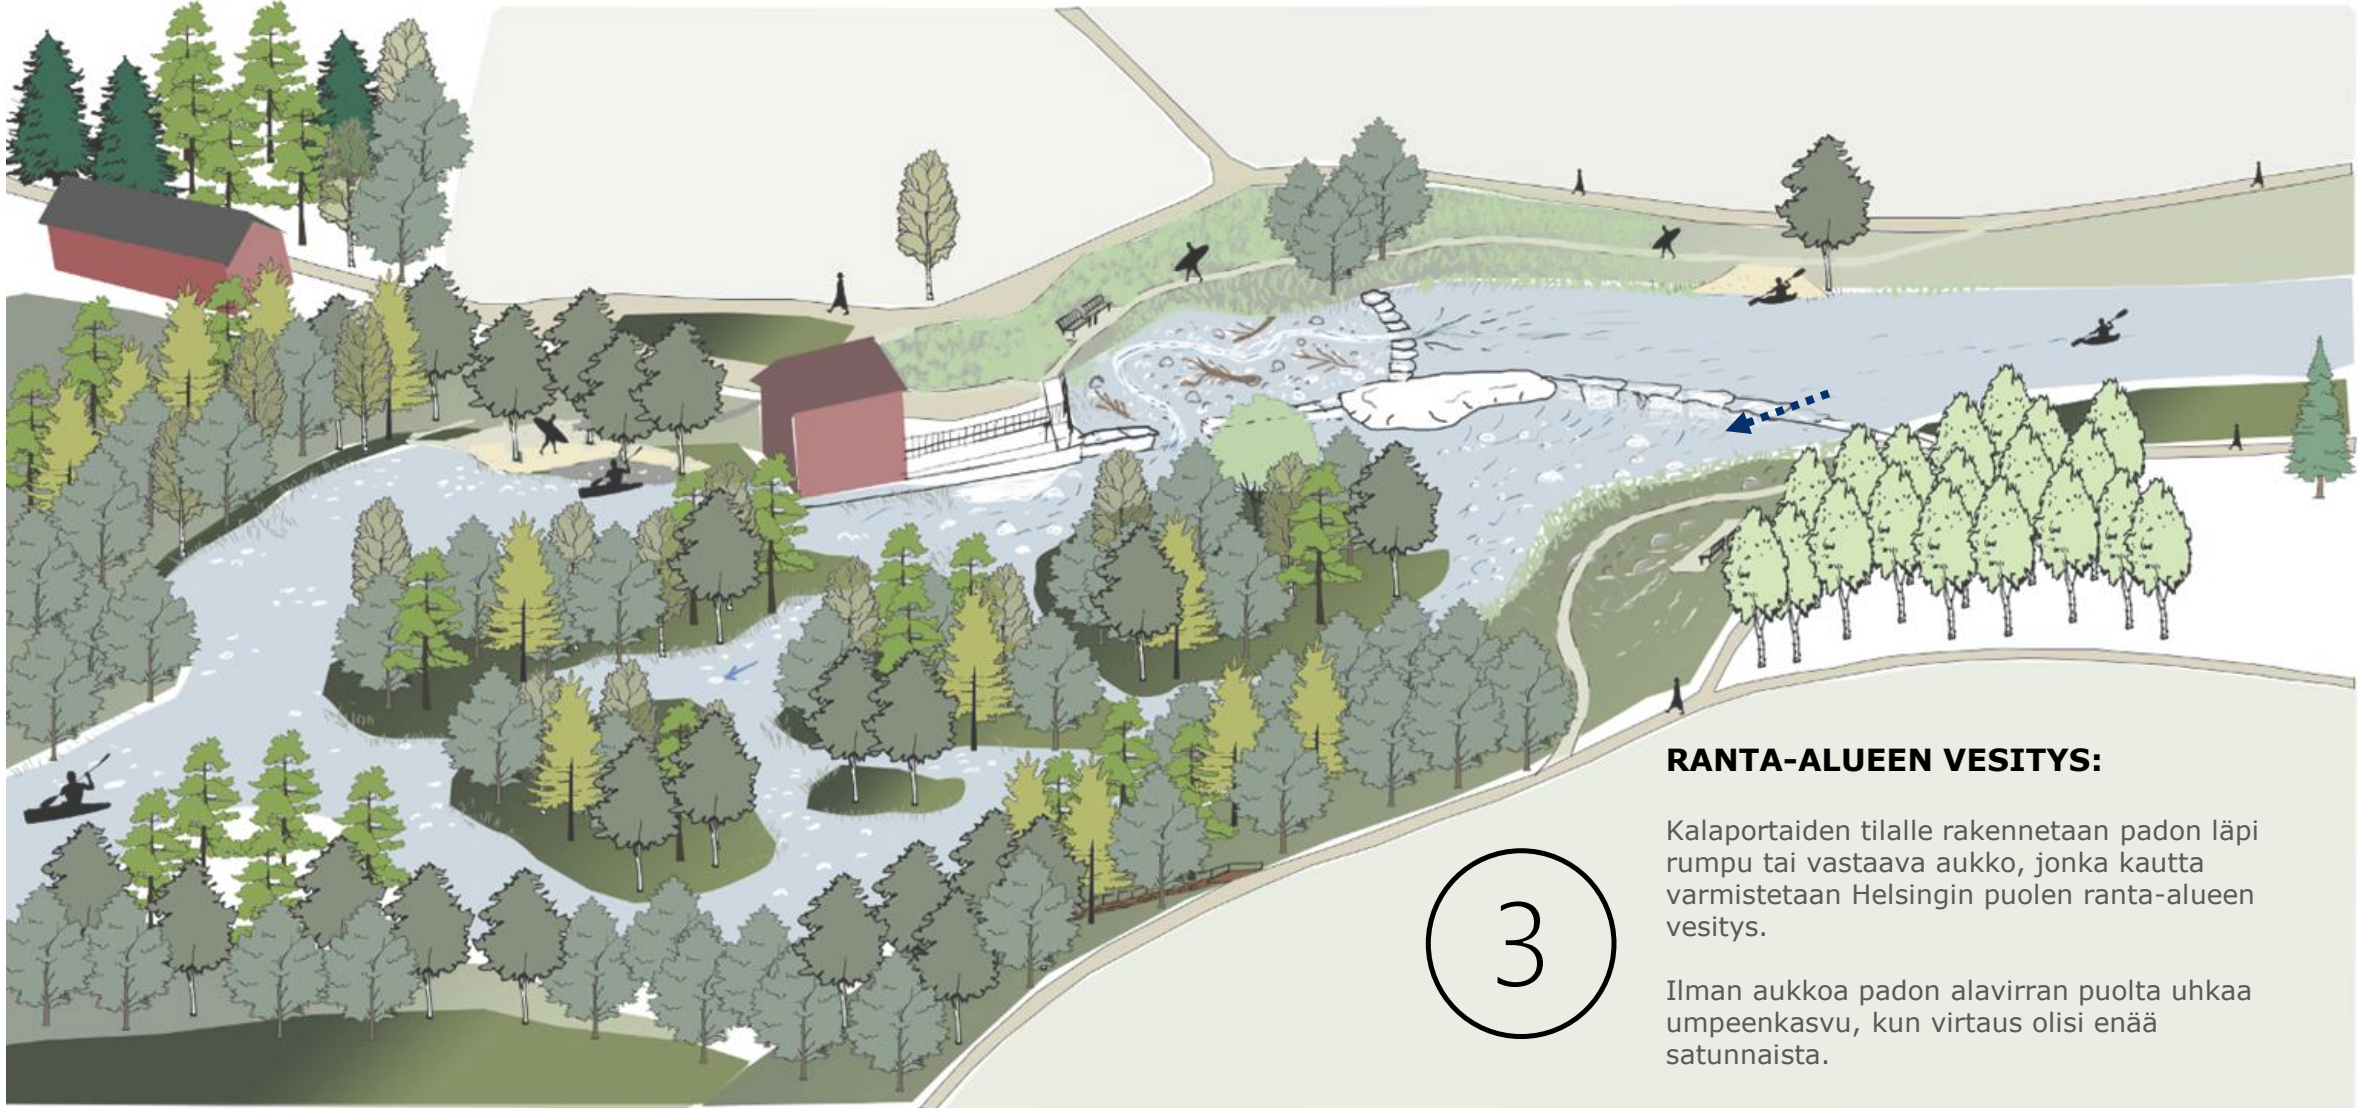 RANTA-ALUEEN VESITYS:
Kalaportaiden tilalle rakennetaan padon läpi
rumpu tai vastaava aukko, jonka kautta
varmistetaan Helsingin puolen ranta-alueen
vesitys.
3
Ilman aukkoa padon alavirran puolta uhkaa
umpeenkasvu, kun virtaus olisi enää
satunnaista.